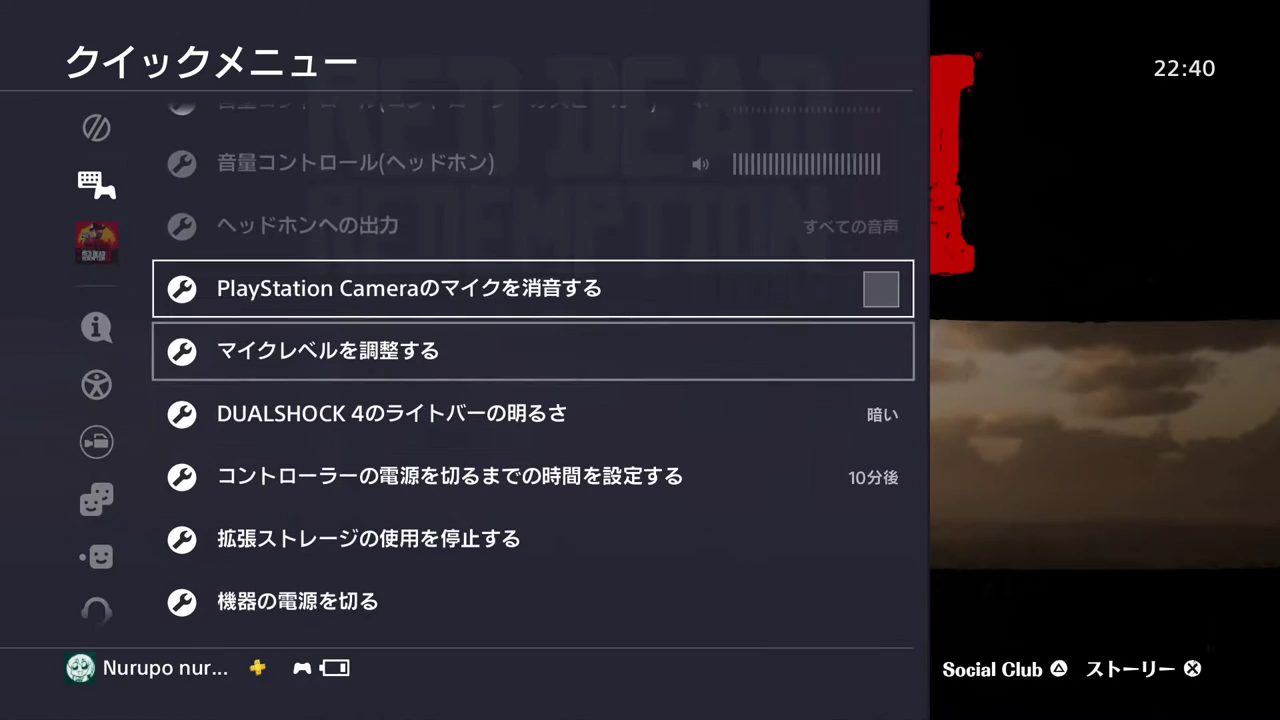 クイックメニュー
22:40
音量コントロール(ヘッドホン)
ヘッドホンへの出力 すべての音声
PlayStation Cameraのマイクを消音する
マイクレベルを調整する
DUALSHOCK 4のライトバーの明るさ 暗い
コントローラーの電源を切るまでの時間を設定する 10分後
拡張ストレージの使用を停止する
機器の電源を切る
Nurupo nur...
Social Club ストーリー
RED DEAD
REDEMPTION